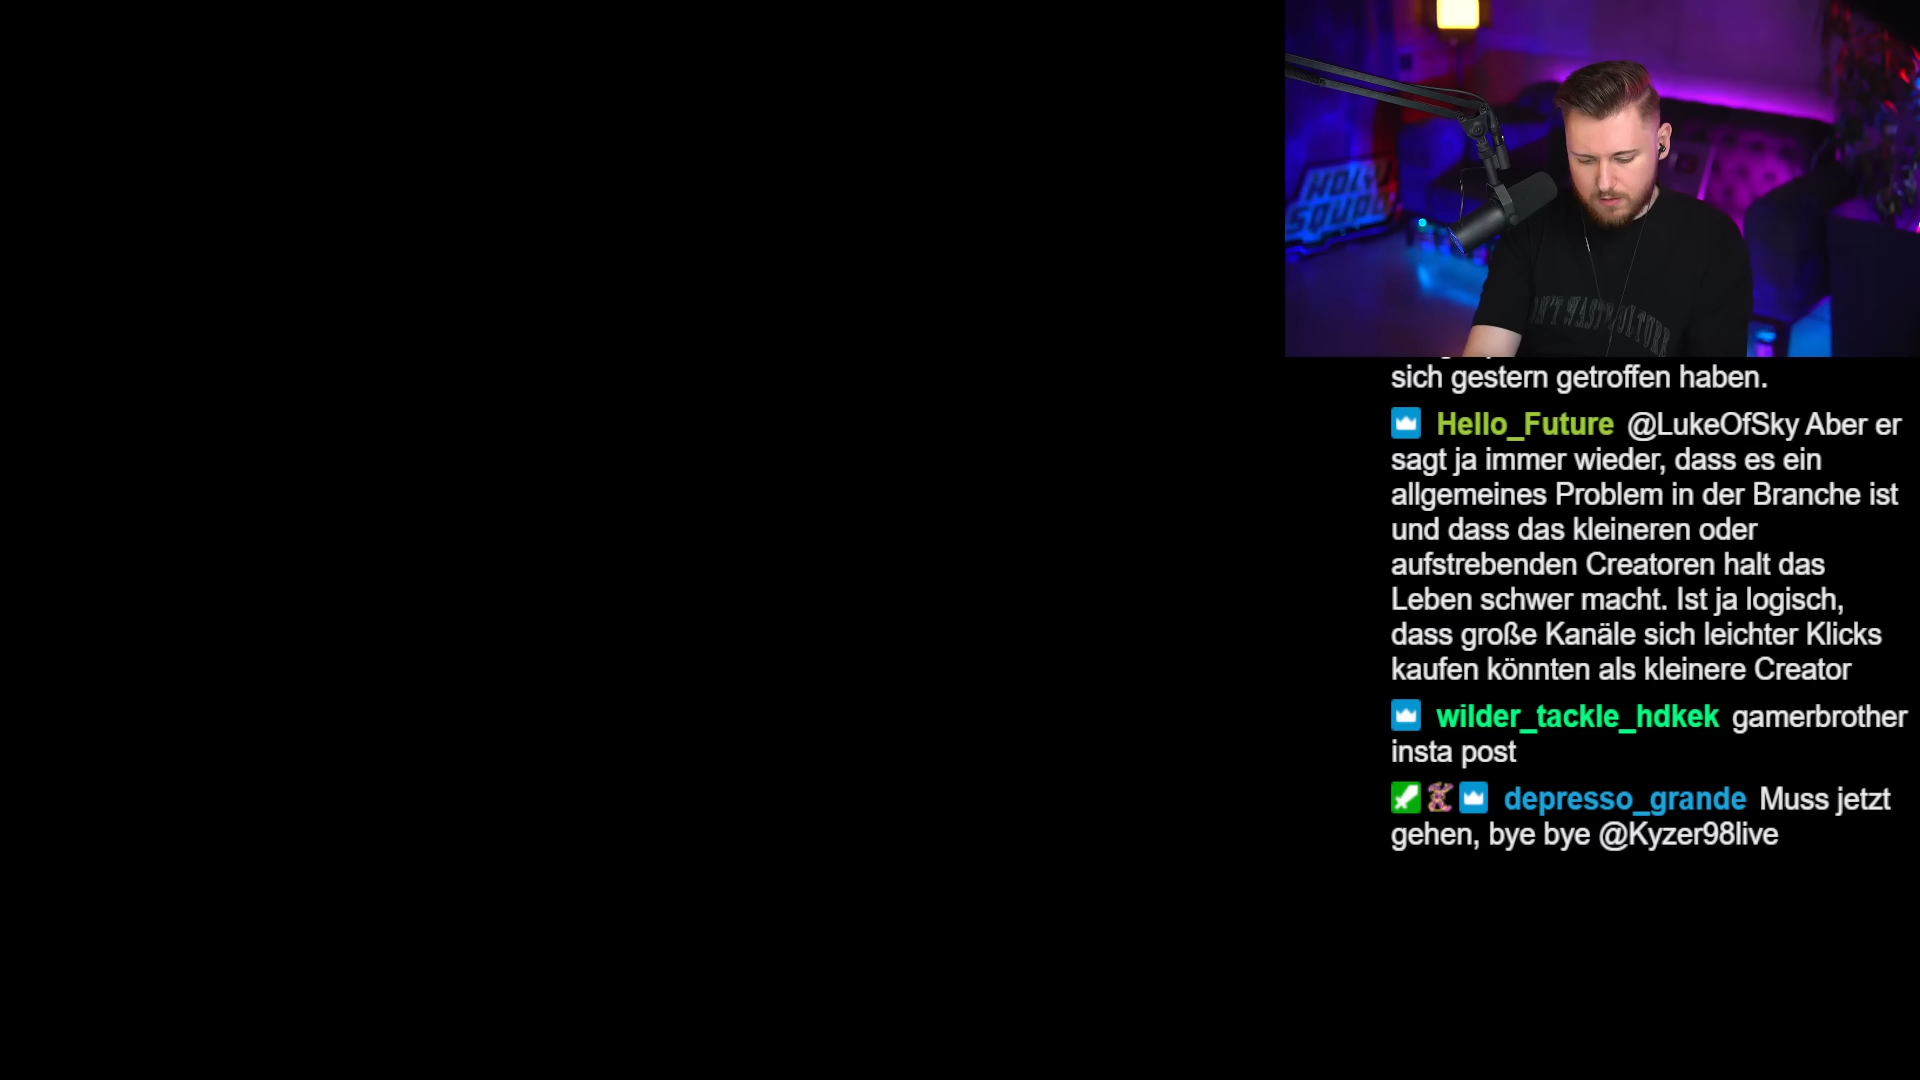 HOLY
SQUAD
sich gestern getroffen haben.
Hello_Future @LukeOfSky Aber er
sagt ja immer wieder, dass es ein
allgemeines Problem in der Branche ist
und dass das kleineren oder
aufstrebenden Creatoren halt das
Leben schwer macht. Ist ja logisch,
dass große Kanäle sich leichter Klicks
kaufen könnten als kleinere Creator
wilder_tackle_hdkek gamerbrother
insta post
depresso_grande Muss jetzt
gehen, bye bye @Kyzer98live